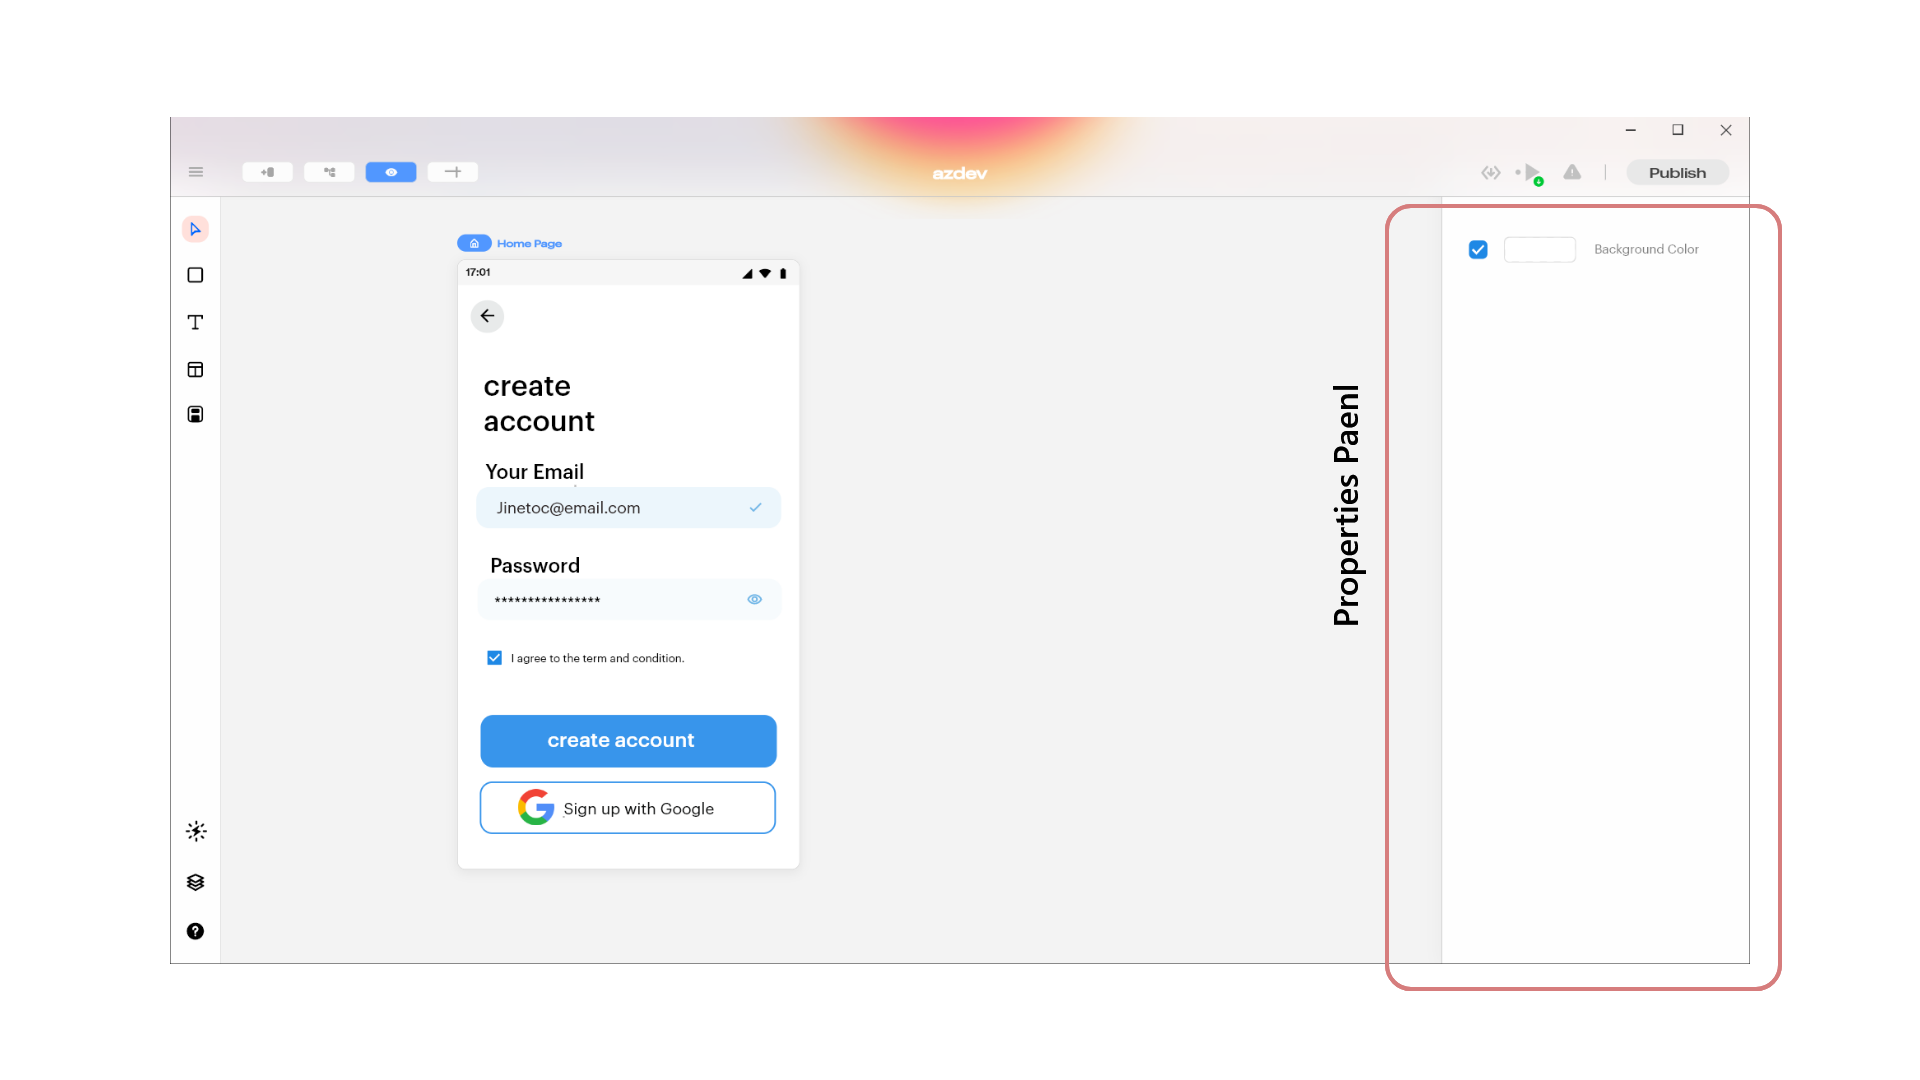 azdev
Publish
Home Page
17:01
create
account
Your Email
Jinetoc@email.com
Password
****************
I agree to the term and condition.
create account
Sign up with Google
Properties Paenl
Background Color